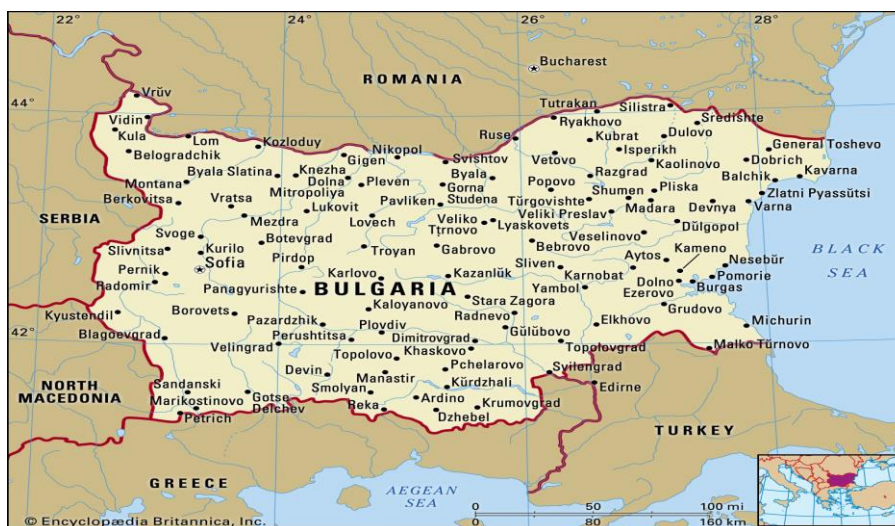 22°
24°
26°
28°
ROMANIA
Bucharest
Vrŭv
44°
44°
Vidin
Kula
Lom
Kozloduy
Belogradchik
Nikopol
Gigen
Svishtov
Ruse
Tutrakan
Silistra
Ryakhovo
Sredishte
Kubrat
Dulovo
Isperikh
General Toshevo
Vetovo
Kaolinovo
Dobrich
Kavarna
Montana
Byala Slatina
Knezha
Dolna
Mitropoliya
Pleven
Byala
Gorna
Studena
Razgrad
Popovo
Shumen
Pliska
Balchik
Berkovitsa
Vratsa
Lukovit
Pavliken
Tŭrgovishte
Madara
Devnya
Zlatni Pyassŭtsi
Varna
SERBIA
Mezdra
Lovech
Veliko
Tŭrnovo
Lyaskovets
Veliki Preslav
Dŭlgopol
Svoge
Botevgrad
Veselinovo
Slivnitsa
Kurilo
Troyan
Gabrovo
Bebrovo
Kameno
BLACK
SEA
Sofia
Pirdop
Sliven
Aytos
Nesebŭr
Pernik
Karlovo
Kazanlŭk
Karnobat
Pomorie
Radomir
Panagyurishte
BULGARIA
Yambol
Dolno
Ezerovo
Burgas
Kyustendil
Borovets
Kaloyanovo
Stara Zagora
Radnevo
Grudovo
Blagoevgrad
Pazardzhik
Plovdiv
Gŭlŭbovo
Elkhovo
Michurin
42°
42°
Velingrad
Perushtitsa
Dimitrovgrad
Topolovgrad
Malko Tŭrnovo
Topolovo
Khaskovo
NORTH
MACEDONIA
Devin
Manastir
Pchelarovo
Svilengrad
Sandanski
Smolyan
Kŭrdzhali
Edirne
Marikostinovo
Gotse
Delchev
Reka
Ardino
Krumovgrad
Petrich
Dzhebel
TURKEY
GREECE
AEGEAN
SEA
0 50 100 mi
0 80 160 km
© Encyclopædia Britannica, Inc.